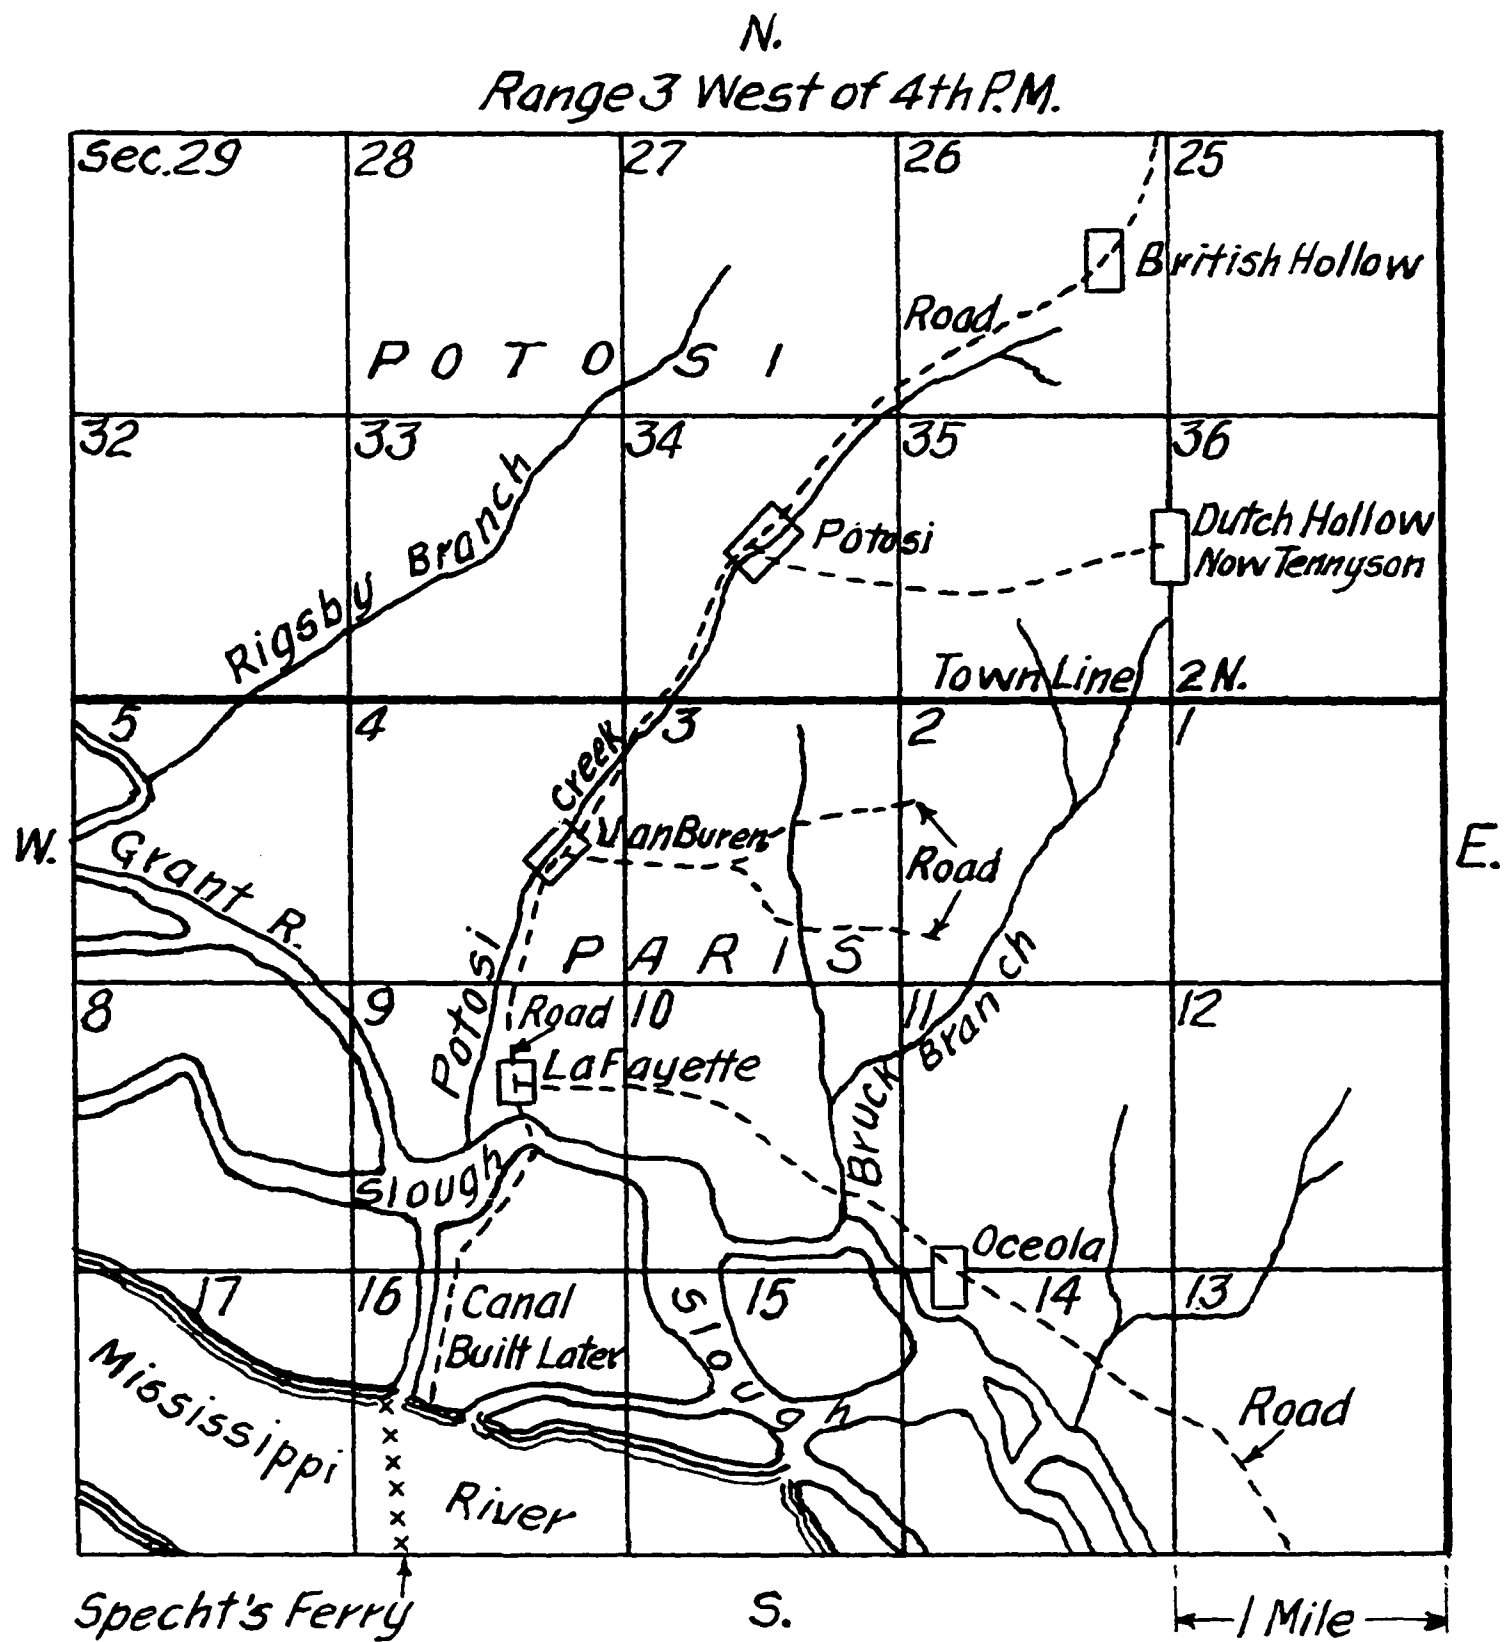 N.
Range 3 West of 4th P.M.
Sec. 29 28 27 26 25
British Hollow
Road
POTOSI
32 33 34 35 36
Rigsby Branch
Potosi
Dutch Hollow
Now Tennyson
Town Line 2 N.
5 4 3 2 1
Potosi Creek
VanBuren
W.
E.
Grant R.
Road
PARIS
8 9 10 11 12
Road
LaFayette
Bruck Branch
Slough
Oceola
17 16 15 14 13
Canal
Built Later
Slough
Mississippi River
Road
Specht's Ferry
S.
1 Mile